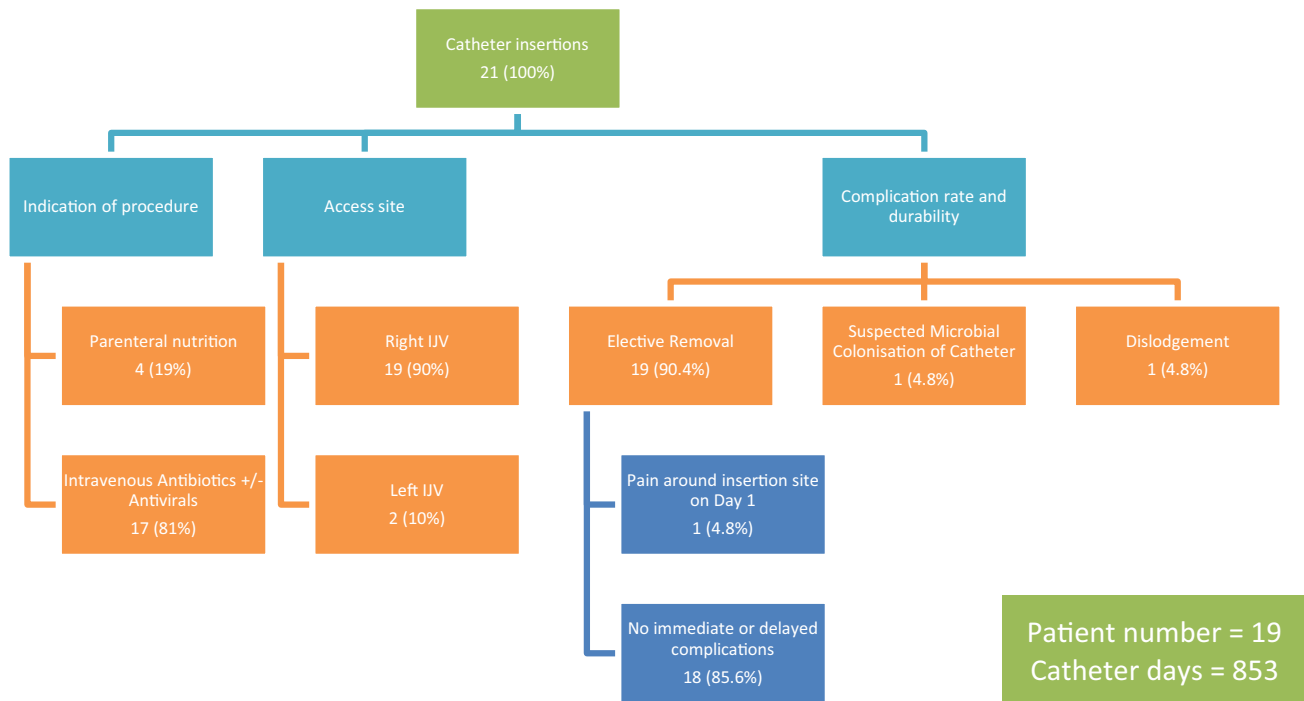 Catheter insertions
21 (100%)
Indication of procedure
Access site
Complication rate and
durability
Parenteral nutrition
4 (19%)
Right IJV
19 (90%)
Elective Removal
19 (90.4%)
Suspected Microbial
Colonisation of Catheter
1 (4.8%)
Dislodgement
1 (4.8%)
Intravenous Antibiotics +/-
Antivirals
17 (81%)
Left IJV
2 (10%)
Pain around insertion site
on Day 1
1 (4.8%)
No immediate or delayed
complications
18 (85.6%)
Patient number = 19
Catheter days = 853